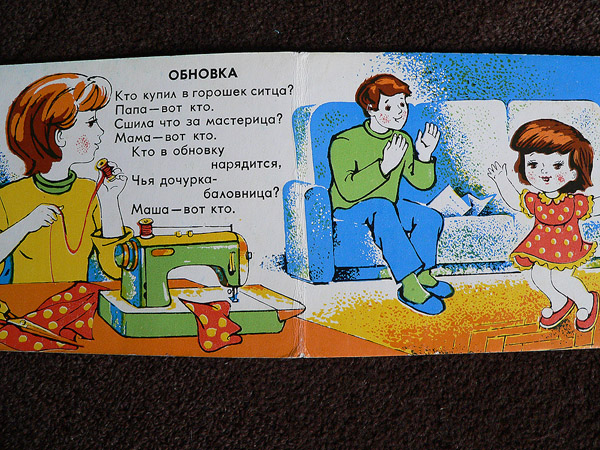 ОБНОВКА
Кто купил в горошек ситца?
Папа — вот кто.
Сшила что за мастерица?
Мама — вот кто.
Кто в обновку
нарядится,
Чья дочурка-
баловница?
Маша — вот кто.